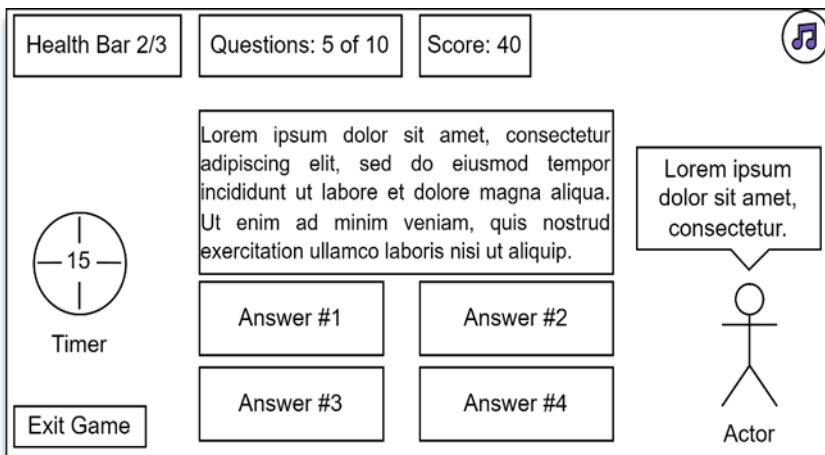 Health Bar 2/3
Questions: 5 of 10
Score: 40
Lorem ipsum dolor sit amet, consectetur
adipiscing elit, sed do eiusmod tempor
incididunt ut labore et dolore magna aliqua.
Ut enim ad minim veniam, quis nostrud
exercitation ullamco laboris nisi ut aliquip.
Lorem ipsum
dolor sit amet,
consectetur.
15
Timer
Answer #1
Answer #2
Answer #3
Answer #4
Exit Game
Actor